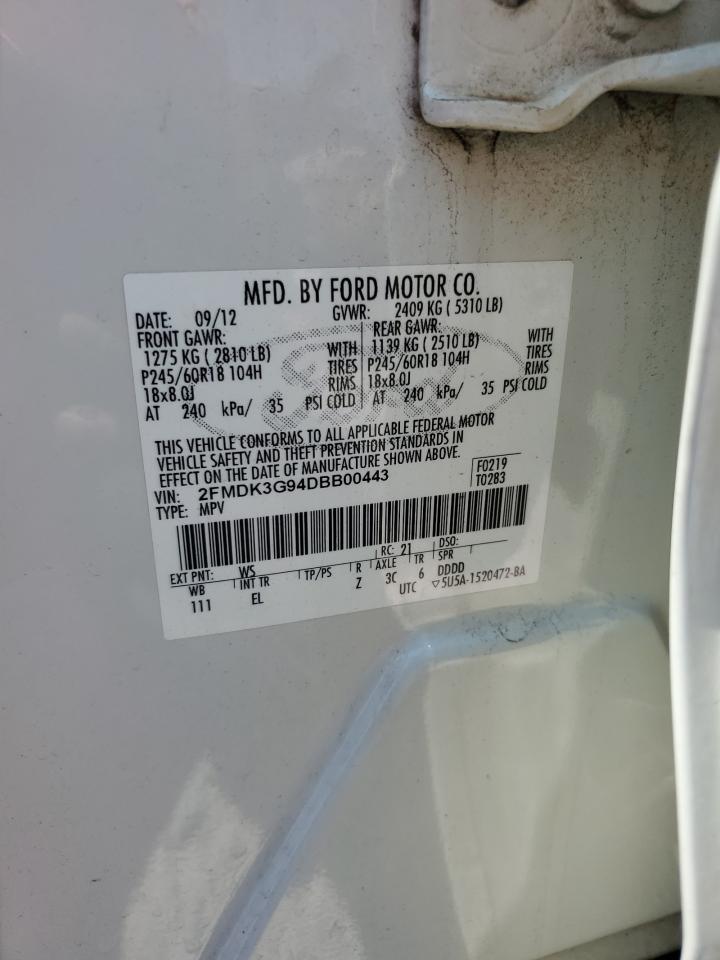 MFD. BY FORD MOTOR CO.
DATE: 09/12 GVWR: 2409 KG ( 5310 LB)
FRONT GAWR: REAR GAWR:
1275 KG ( 2810 LB) WITH 1139 KG ( 2510 LB) WITH
P245/60R18 104H TIRES P245/60R18 104H TIRES
18x8.0J RIMS 18x8.0J RIMS
AT 240 kPa/ 35 PSI COLD AT 240 kPa/ 35 PSI COLD
THIS VEHICLE CONFORMS TO ALL APPLICABLE FEDERAL MOTOR
VEHICLE SAFETY AND THEFT PREVENTION STANDARDS IN
EFFECT ON THE DATE OF MANUFACTURE SHOWN ABOVE.
VIN: 2FMDK3G94DBB00443 F0219
TYPE: MPV T0283
EXT PNT: WS RC: 21 DSO:
WB INT TR TP/PS R AXLE TR SPR
111 EL Z 3C 6 DDDD
UTC ▽5U5A-1520472-BA